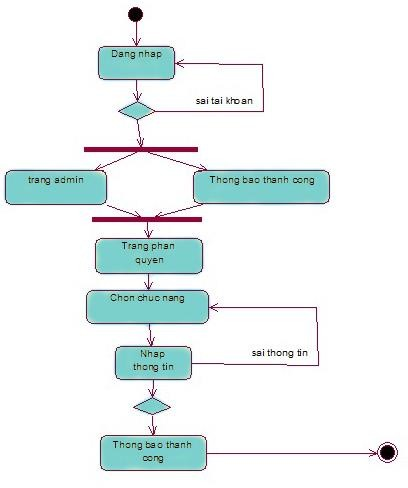 Dang nhap
sai tai khoan
trang admin
Thong bao thanh cong
Trang phan
quyen
Chon chuc nang
Nhap
thong tin
sai thong tin
Thong bao thanh
cong